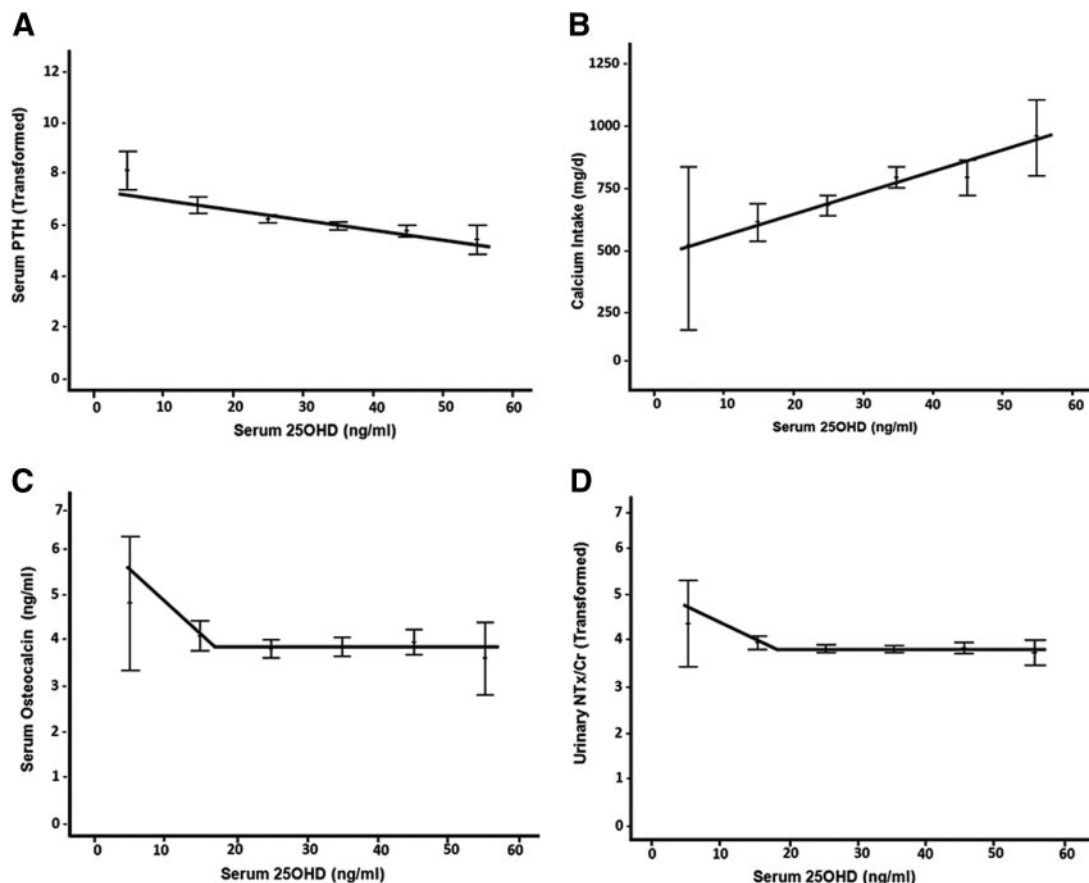 A
Serum PTH (Transformed)
12
10
8
6
4
2
0
0 10 20 30 40 50 60
Serum 25OHD (ng/ml)
B
Calcium Intake (mg/d)
1250
1000
750
500
250
0
0 10 20 30 40 50 60
Serum 25OHD (ng/ml)
C
Serum Osteocalcin (ng/ml)
7
6
5
4
3
2
1
0
0 10 20 30 40 50 60
Serum 25OHD (ng/ml)
D
Urinary NTx/Cr (Transformed)
7
6
5
4
3
2
1
0
0 10 20 30 40 50 60
Serum 25OHD (ng/ml)